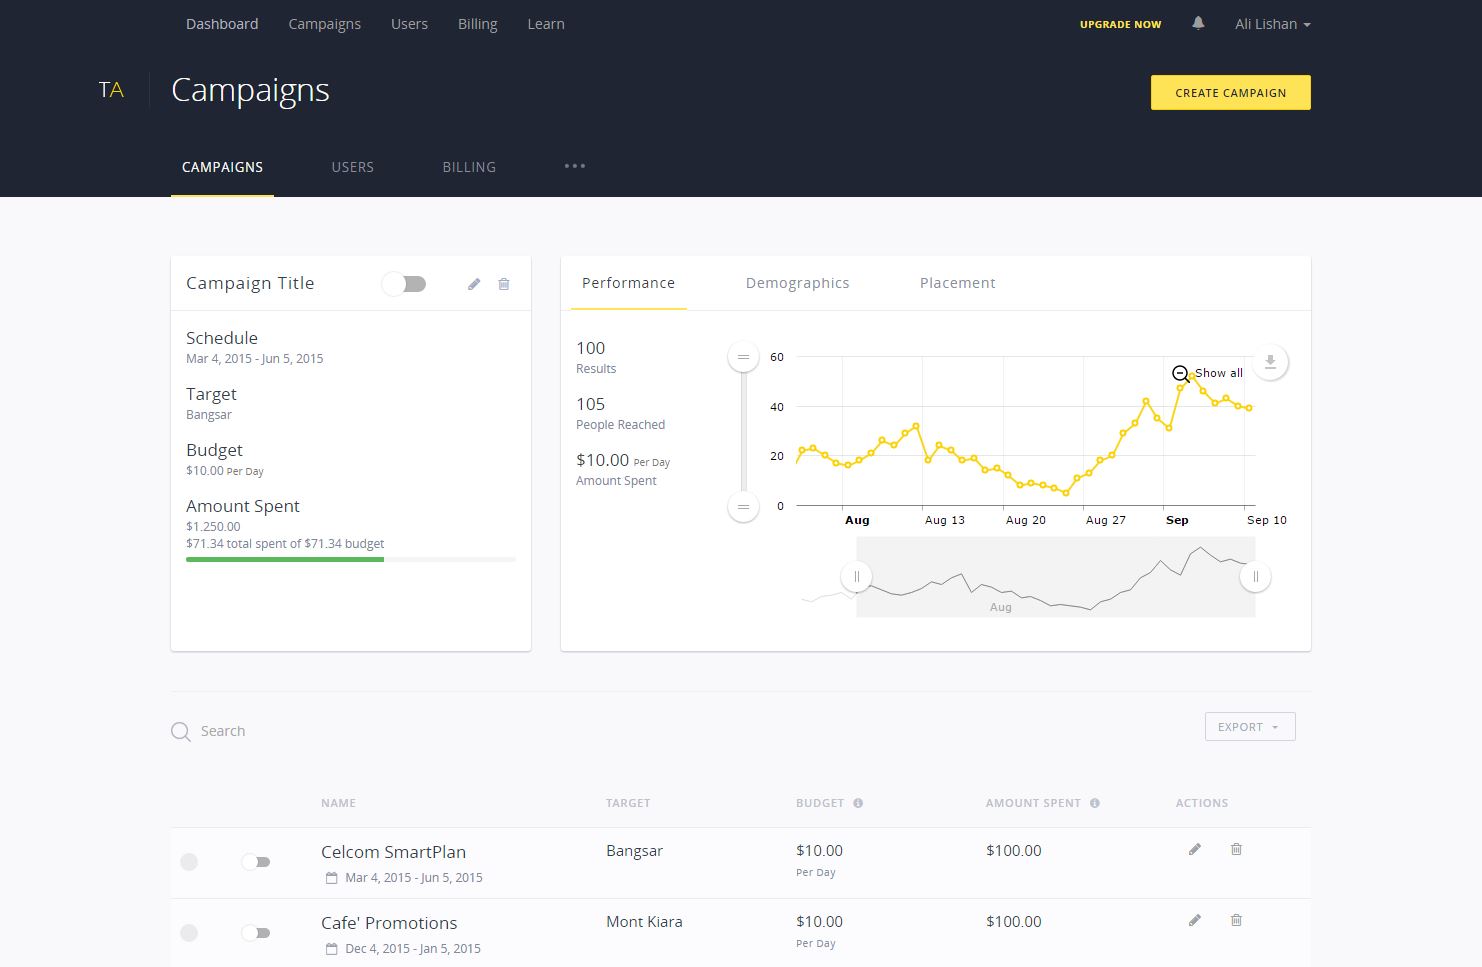 Dashboard Campaigns Users Billing Learn UPGRADE NOW Ali Lishan
TA Campaigns CREATE CAMPAIGN
CAMPAIGNS USERS BILLING
Campaign Title
Schedule
Mar 4, 2015 - Jun 5, 2015
Target
Bangsar
Budget
$10.00 Per Day
Amount Spent
$1,250.00
$71.34 total spent of $71.34 budget
Performance Demographics Placement
100
Results
105
People Reached
$10.00 Per Day
Amount Spent
60
Show all
40
20
0
Aug Aug 13 Aug 20 Aug 27 Sep Sep 10
Aug
Search EXPORT
NAME TARGET BUDGET AMOUNT SPENT ACTIONS
Celcom SmartPlan Bangsar $10.00 $100.00
Mar 4, 2015 - Jun 5, 2015 Per Day
Cafe' Promotions Mont Kiara $10.00 $100.00
Dec 4, 2015 - Jan 5, 2015 Per Day